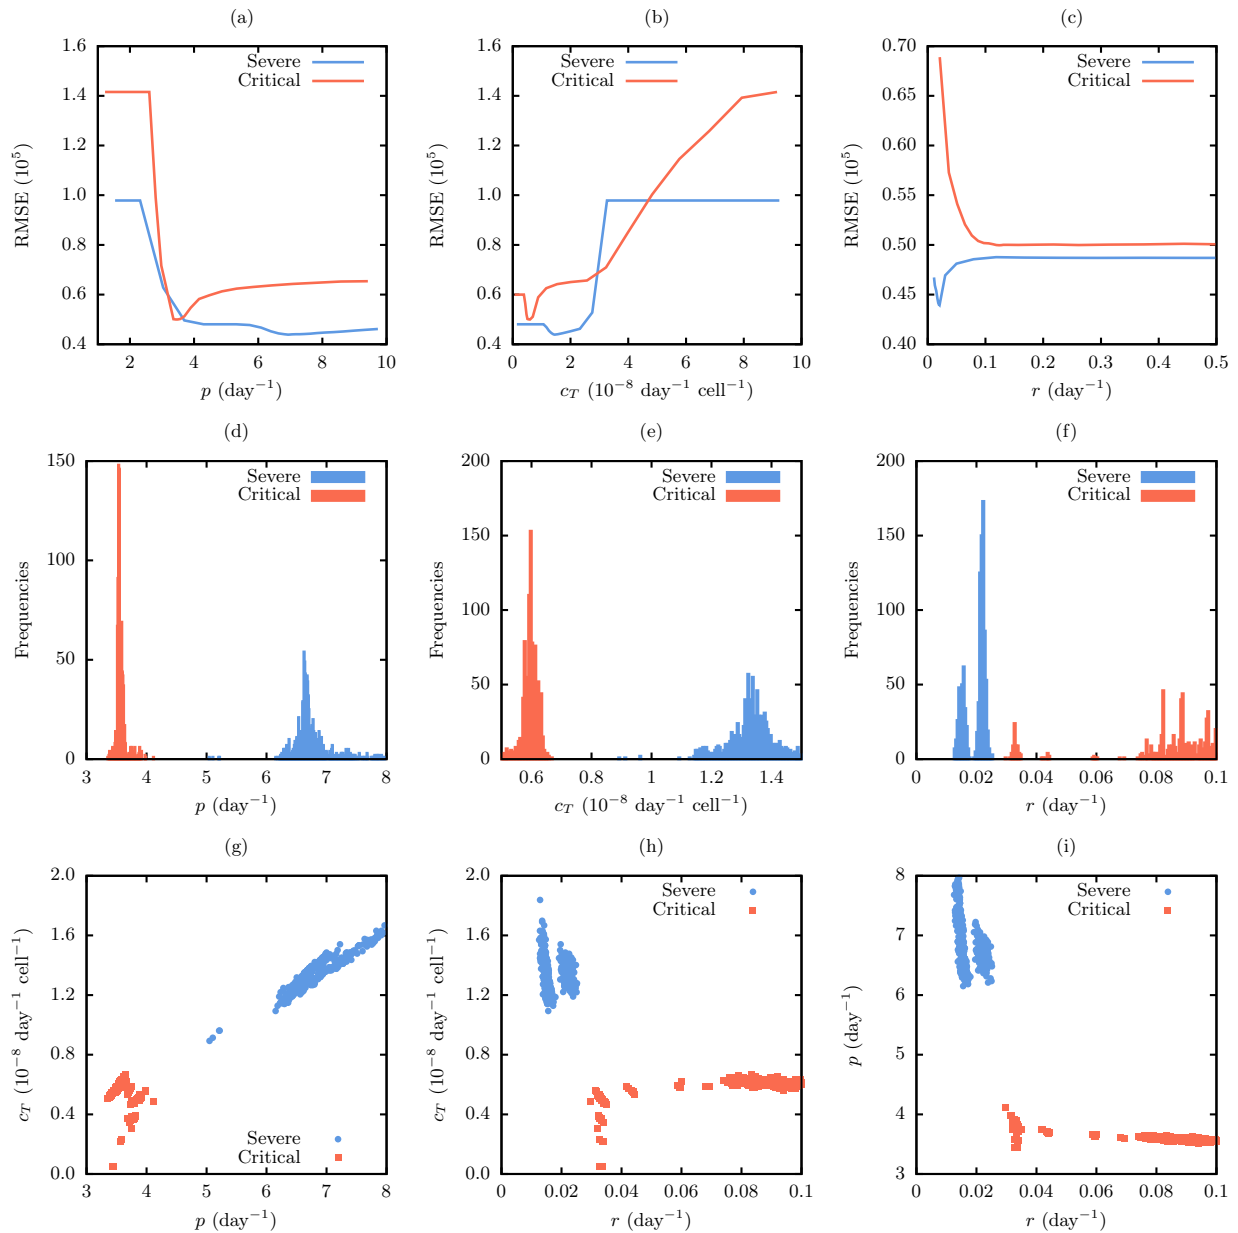 (a)
1.6
1.4
1.2
1.0
0.8
0.6
0.4
RMSE (10⁵)
Severe
Critical
2 4 6 8 10
p (day⁻¹)
(b)
1.6
1.4
1.2
1.0
0.8
0.6
0.4
RMSE (10⁵)
Severe
Critical
0 2 4 6 8 10
c_T (10⁻⁸ day⁻¹ cell⁻¹)
(c)
0.70
0.65
0.60
0.55
0.50
0.45
0.40
RMSE (10⁵)
Severe
Critical
0 0.1 0.2 0.3 0.4 0.5
r (day⁻¹)
(d)
150
100
50
0
Frequencies
Severe
Critical
3 4 5 6 7 8
p (day⁻¹)
(e)
200
150
100
50
0
Frequencies
Severe
Critical
0.6 0.8 1 1.2 1.4
c_T (10⁻⁸ day⁻¹ cell⁻¹)
(f)
200
150
100
50
0
Frequencies
Severe
Critical
0 0.02 0.04 0.06 0.08 0.1
r (day⁻¹)
(g)
2.0
1.6
1.2
0.8
0.4
0.0
c_T (10⁻⁸ day⁻¹ cell⁻¹)
Severe
Critical
3 4 5 6 7 8
p (day⁻¹)
(h)
2.0
1.6
1.2
0.8
0.4
0.0
c_T (10⁻⁸ day⁻¹ cell⁻¹)
Severe
Critical
0 0.02 0.04 0.06 0.08 0.1
r (day⁻¹)
(i)
8
7
6
5
4
3
p (day⁻¹)
Severe
Critical
0 0.02 0.04 0.06 0.08 0.1
r (day⁻¹)